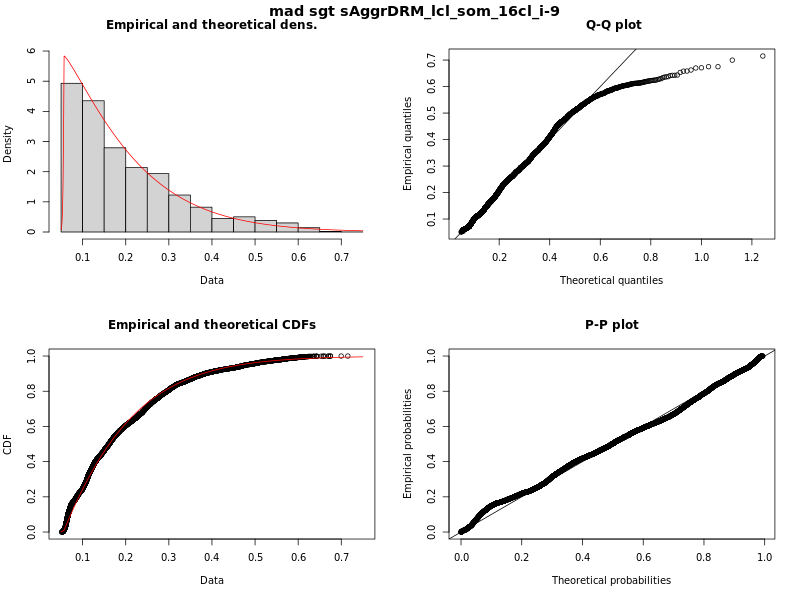 mad sgt sAggrDRM_lcl_som_16cl_i-9
Empirical and theoretical dens.
Density
0 1 2 3 4 5 6
0.1 0.2 0.3 0.4 0.5 0.6 0.7
Data
Q-Q plot
Empirical quantiles
0.1 0.2 0.3 0.4 0.5 0.6 0.7
0.2 0.4 0.6 0.8 1.0 1.2
Theoretical quantiles
Empirical and theoretical CDFs
CDF
0.0 0.2 0.4 0.6 0.8 1.0
0.1 0.2 0.3 0.4 0.5 0.6 0.7
Data
P-P plot
Empirical probabilities
0.0 0.2 0.4 0.6 0.8 1.0
0.0 0.2 0.4 0.6 0.8 1.0
Theoretical probabilities